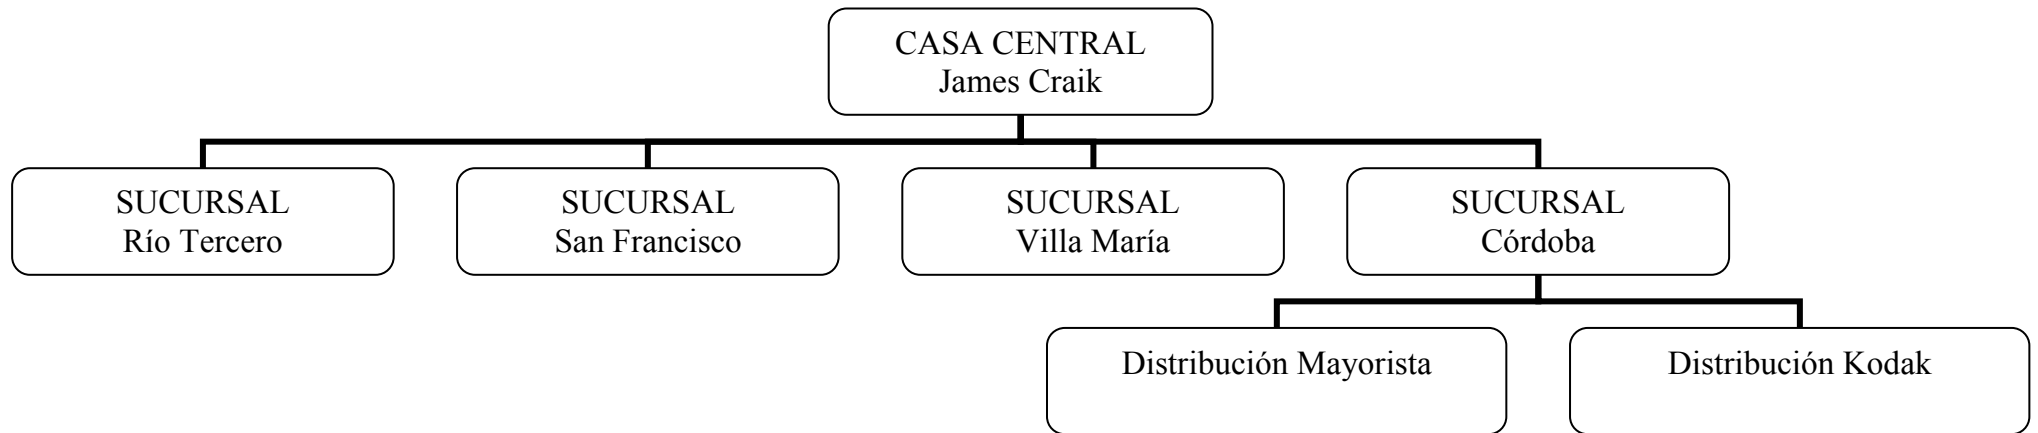 CASA CENTRAL
James Craik
SUCURSAL
Río Tercero
SUCURSAL
San Francisco
SUCURSAL
Villa María
SUCURSAL
Córdoba
Distribución Mayorista
Distribución Kodak